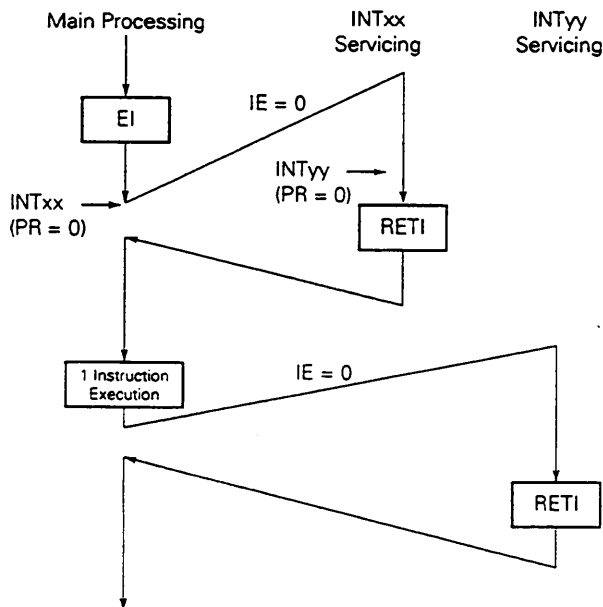 Main Processing
INTxx
Servicing
INTyy
Servicing
EI
IE = 0
INTxx
(PR = 0)
INTyy
(PR = 0)
RETI
1 Instruction
Execution
IE = 0
RETI